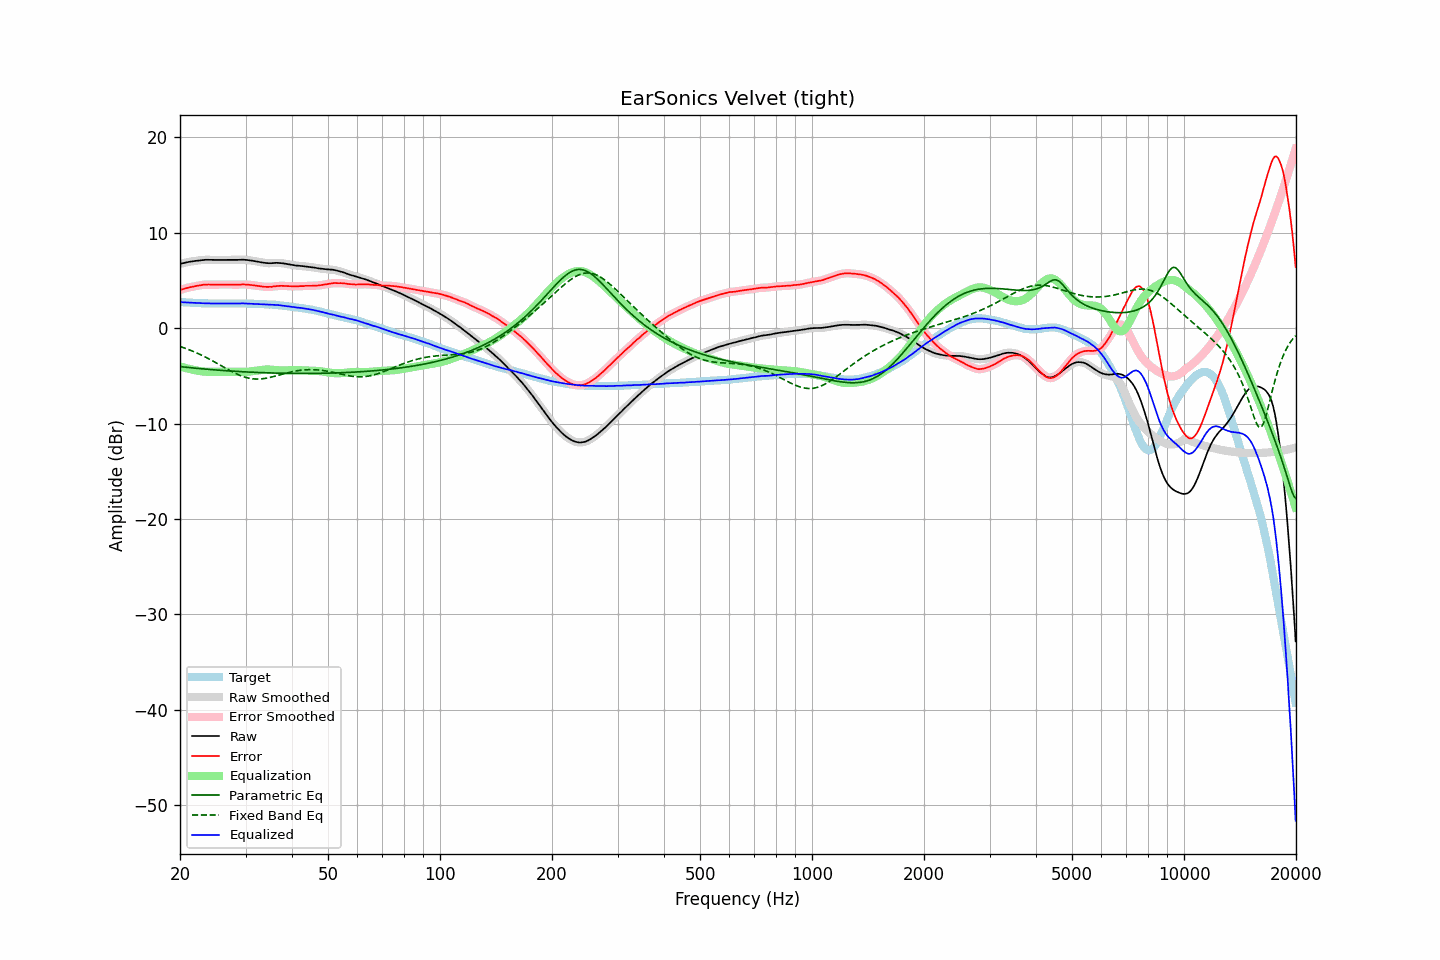 EarSonics Velvet (tight)
20
10
0
−10
−20
−30
−40
−50
Amplitude (dBr)
Target
Raw Smoothed
Error Smoothed
Raw
Error
Equalization
Parametric Eq
Fixed Band Eq
Equalized
20 50 100 200 500 1000 2000 5000 10000 20000
Frequency (Hz)